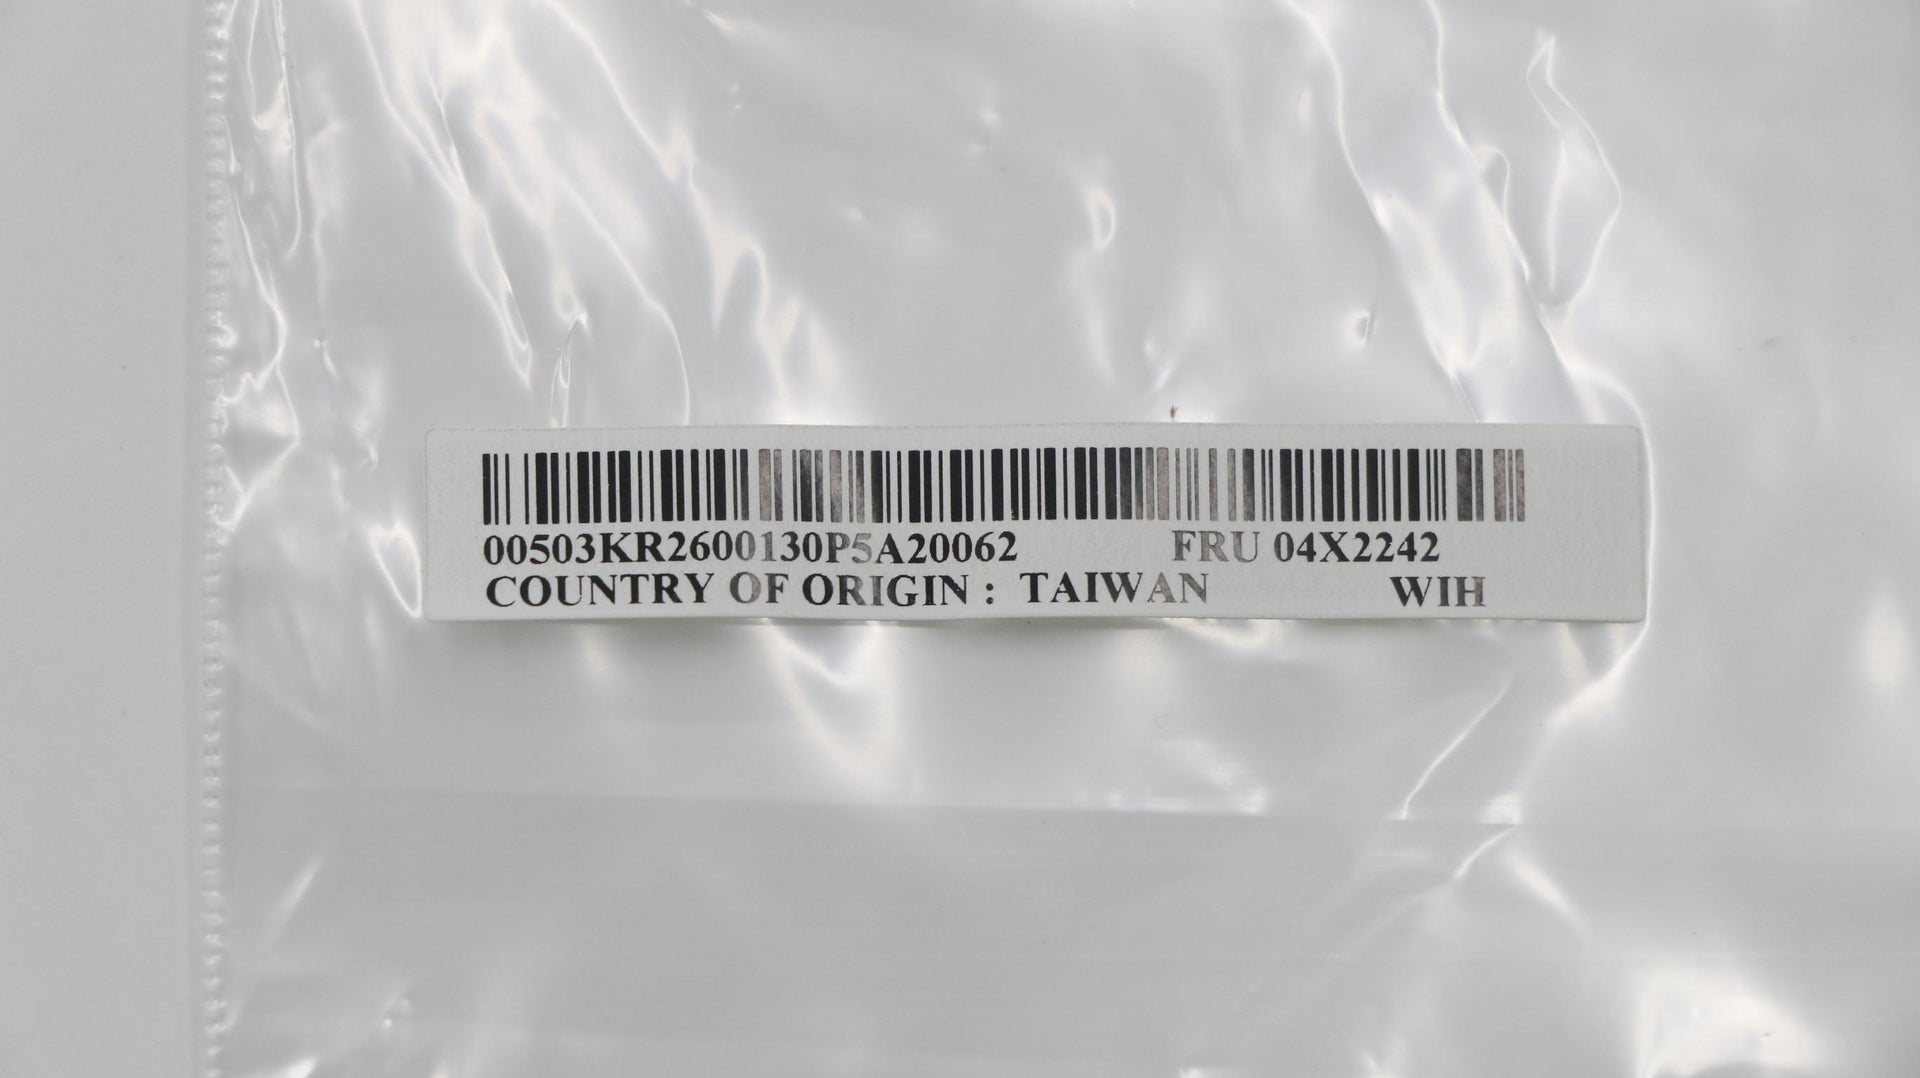 00503KR2600130P5A20062 FRU 04X2242
COUNTRY OF ORIGIN : TAIWAN WIH